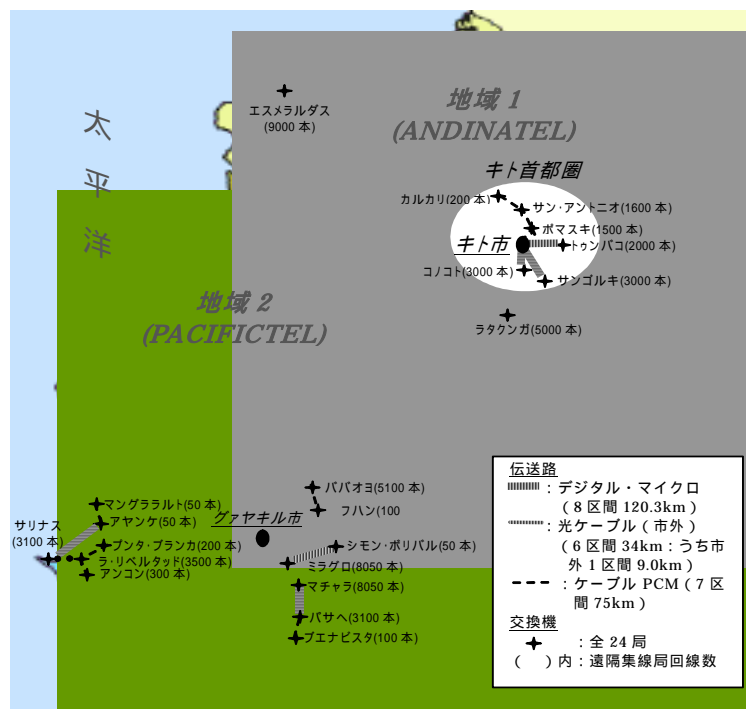 太平洋
エスメラルダス
(9000 本)
地域 1
(ANDINATEL)
キト首都圏
カルカリ(200 本)
サン・アントニオ(1600 本)
ポマスキ(1500 本)
キト市
トゥンバコ(2000 本)
コノコト(3000 本)
サンゴルキ(3000 本)
ラタクンガ(5000 本)
地域 2
(PACIFICTEL)
ババオヨ(5100 本)
フハン(100
マングララルト(50 本)
アヤンケ(50 本)
グァヤキル市
サリナス
(3100 本)
プンタ・ブランカ(200 本)
ラ・リベルタッド(3500 本)
アンコン(300 本)
シモン・ボリバル(50 本)
ミラグロ(8050 本)
マチャラ(8050 本)
パサヘ(3100 本)
ブエナビスタ(100 本)
伝送路
：デジタル・マイクロ
（8 区間 120.3km）
：光ケーブル（市外）
（6 区間 34km：うち市
外 1 区間 9.0km）
：ケーブル PCM（7 区
間 75km）
交換機
：全 24 局
（　）内：遠隔集線局回線数